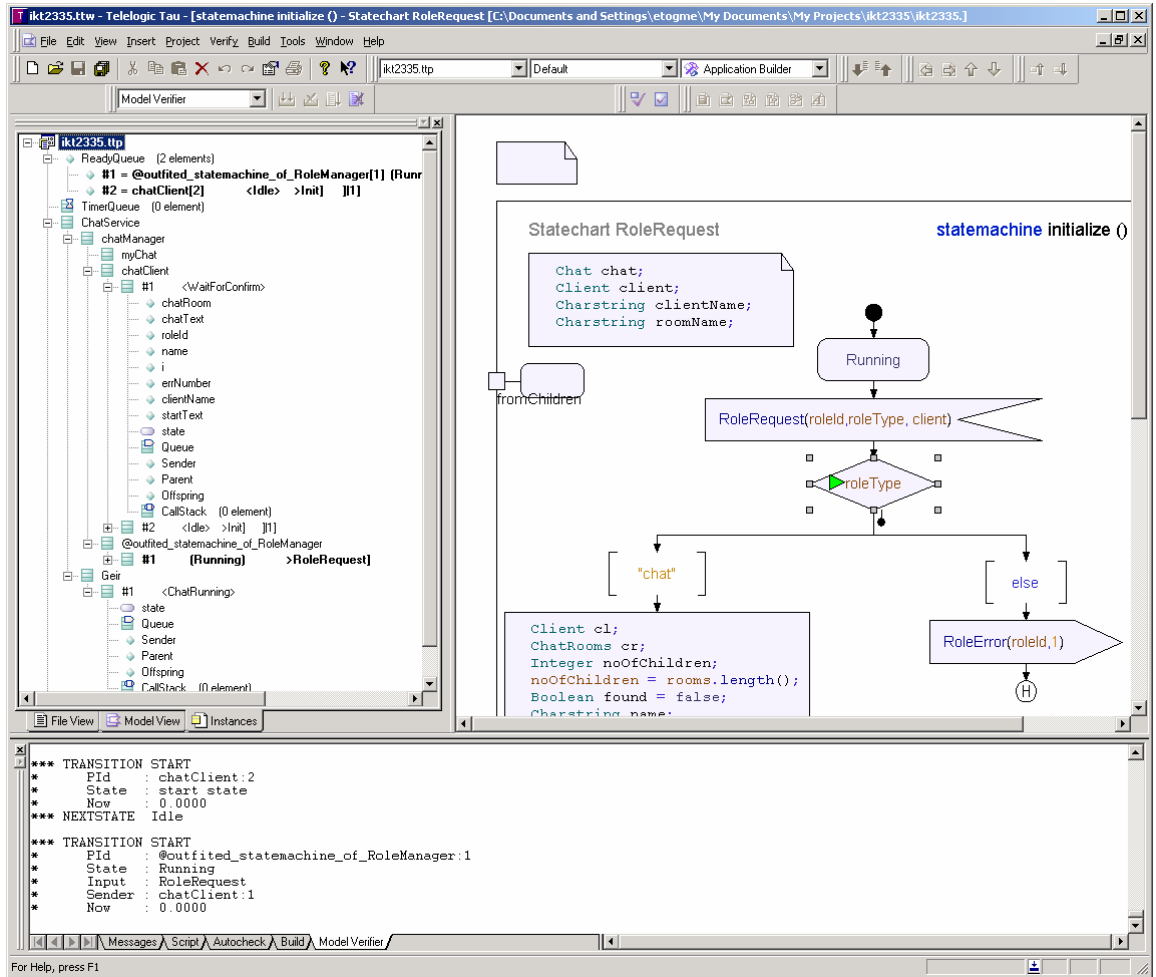 ikt2335.ttw - Telelogic Tau - [statemachine initialize () - Statechart RoleRequest [C:\Documents and Settings\etogme\My Documents\My Projects\ikt2335\ikt2335.]
File Edit View Insert Project Verify Build Tools Window Help
ikt2335.ttp Default Application Builder
Model Verifier
ikt2335.ttp
ReadyQueue (2 elements)
#1 = @outfited_statemachine_of_RoleManager[1] (Runr
#2 = chatClient[2] <Idle> >Init] ]|1]
TimerQueue (0 element)
ChatService
chatManager
myChat
chatClient
#1 <WaitForConfirm>
chatRoom
chatText
roleId
name
i
errNumber
clientName
startText
state
Queue
Sender
Parent
Offspring
CallStack (0 element)
#2 <Idle> >Init] ]|1]
@outfited_statemachine_of_RoleManager
#1 (Running) >RoleRequest]
Geir
#1 <ChatRunning>
state
Queue
Sender
Parent
Offspring
CallStack (0 element)
File View Model View Instances
Statechart RoleRequest
statemachine initialize ()
Chat chat;
Client client;
Charstring clientName;
Charstring roomName;
fromChildren
Running
RoleRequest(roleId,roleType, client)
roleType
"chat"
else
Client cl;
ChatRooms cr;
Integer noOfChildren;
noOfChildren = rooms.length();
Boolean found = false;
Charstring name;
RoleError(roleId,1)
H
*** TRANSITION START
* PId : chatClient:2
* State : start state
* Now : 0.0000
*** NEXTSTATE Idle
*** TRANSITION START
* PId : @outfited_statemachine_of_RoleManager:1
* State : Running
* Input : RoleRequest
* Sender : chatClient:1
* Now : 0.0000
Messages Script Autocheck Build Model Verifier
For Help, press F1